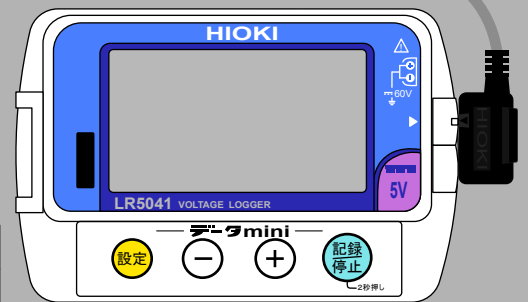 HIOKI
60V
HIOKI
5V
LR5041 VOLTAGE LOGGER
データmini
設定
−
+
記録
停止
2秒押し